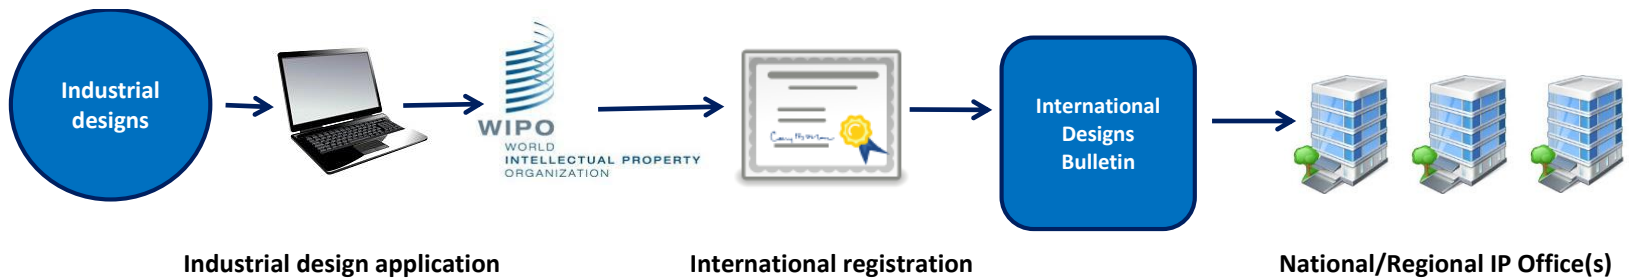 Industrial
designs
WIPO
WORLD
INTELLECTUAL PROPERTY
ORGANIZATION
International
Designs
Bulletin
Industrial design application
International registration
National/Regional IP Office(s)